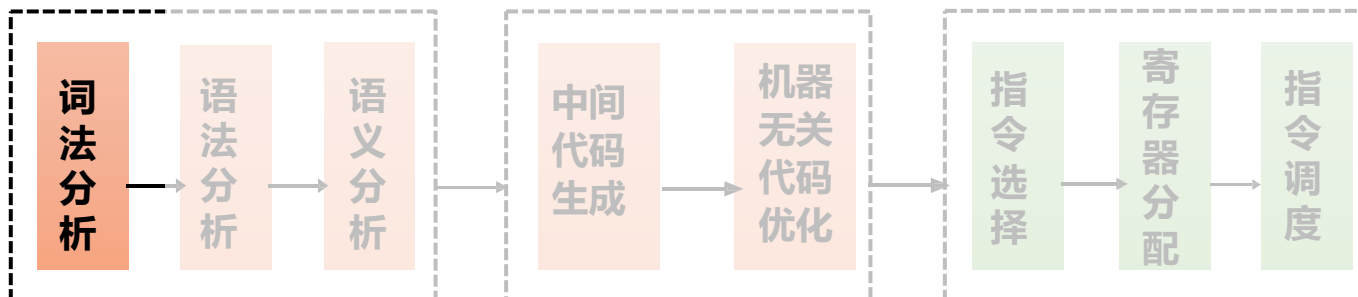 词法分析
语法分析
语义分析
中间
代码
生成
机器
无关
代码
优化
指令选择
寄存器分配
指令调度